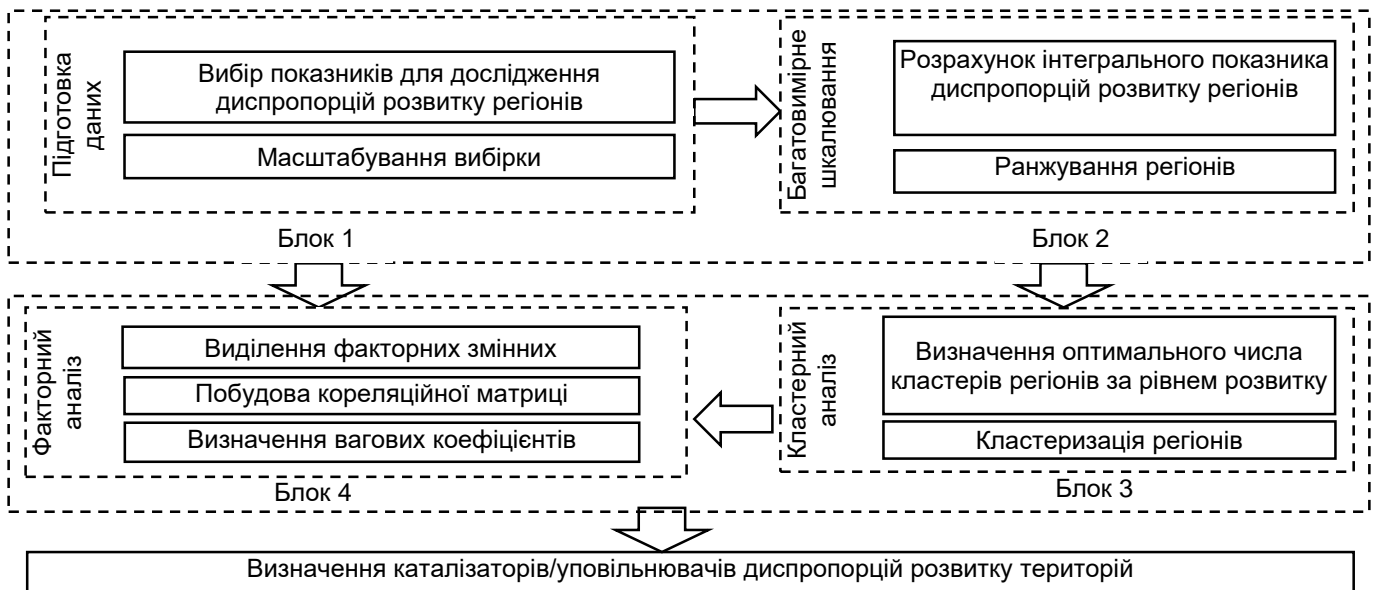 Підготовка
даних
Вибір показників для дослідження
диспропорцій розвитку регіонів
Масштабування вибірки
Блок 1
Багатовимірне
шкалювання
Розрахунок інтегрального показника
диспропорцій розвитку регіонів
Ранжування регіонів
Блок 2
Факторний
аналіз
Виділення факторних змінних
Побудова кореляційної матриці
Визначення вагових коефіцієнтів
Блок 4
Кластерний
аналіз
Визначення оптимального числа
кластерів регіонів за рівнем розвитку
Кластеризація регіонів
Блок 3
Визначення каталізаторів/уповільнювачів диспропорцій розвитку територій